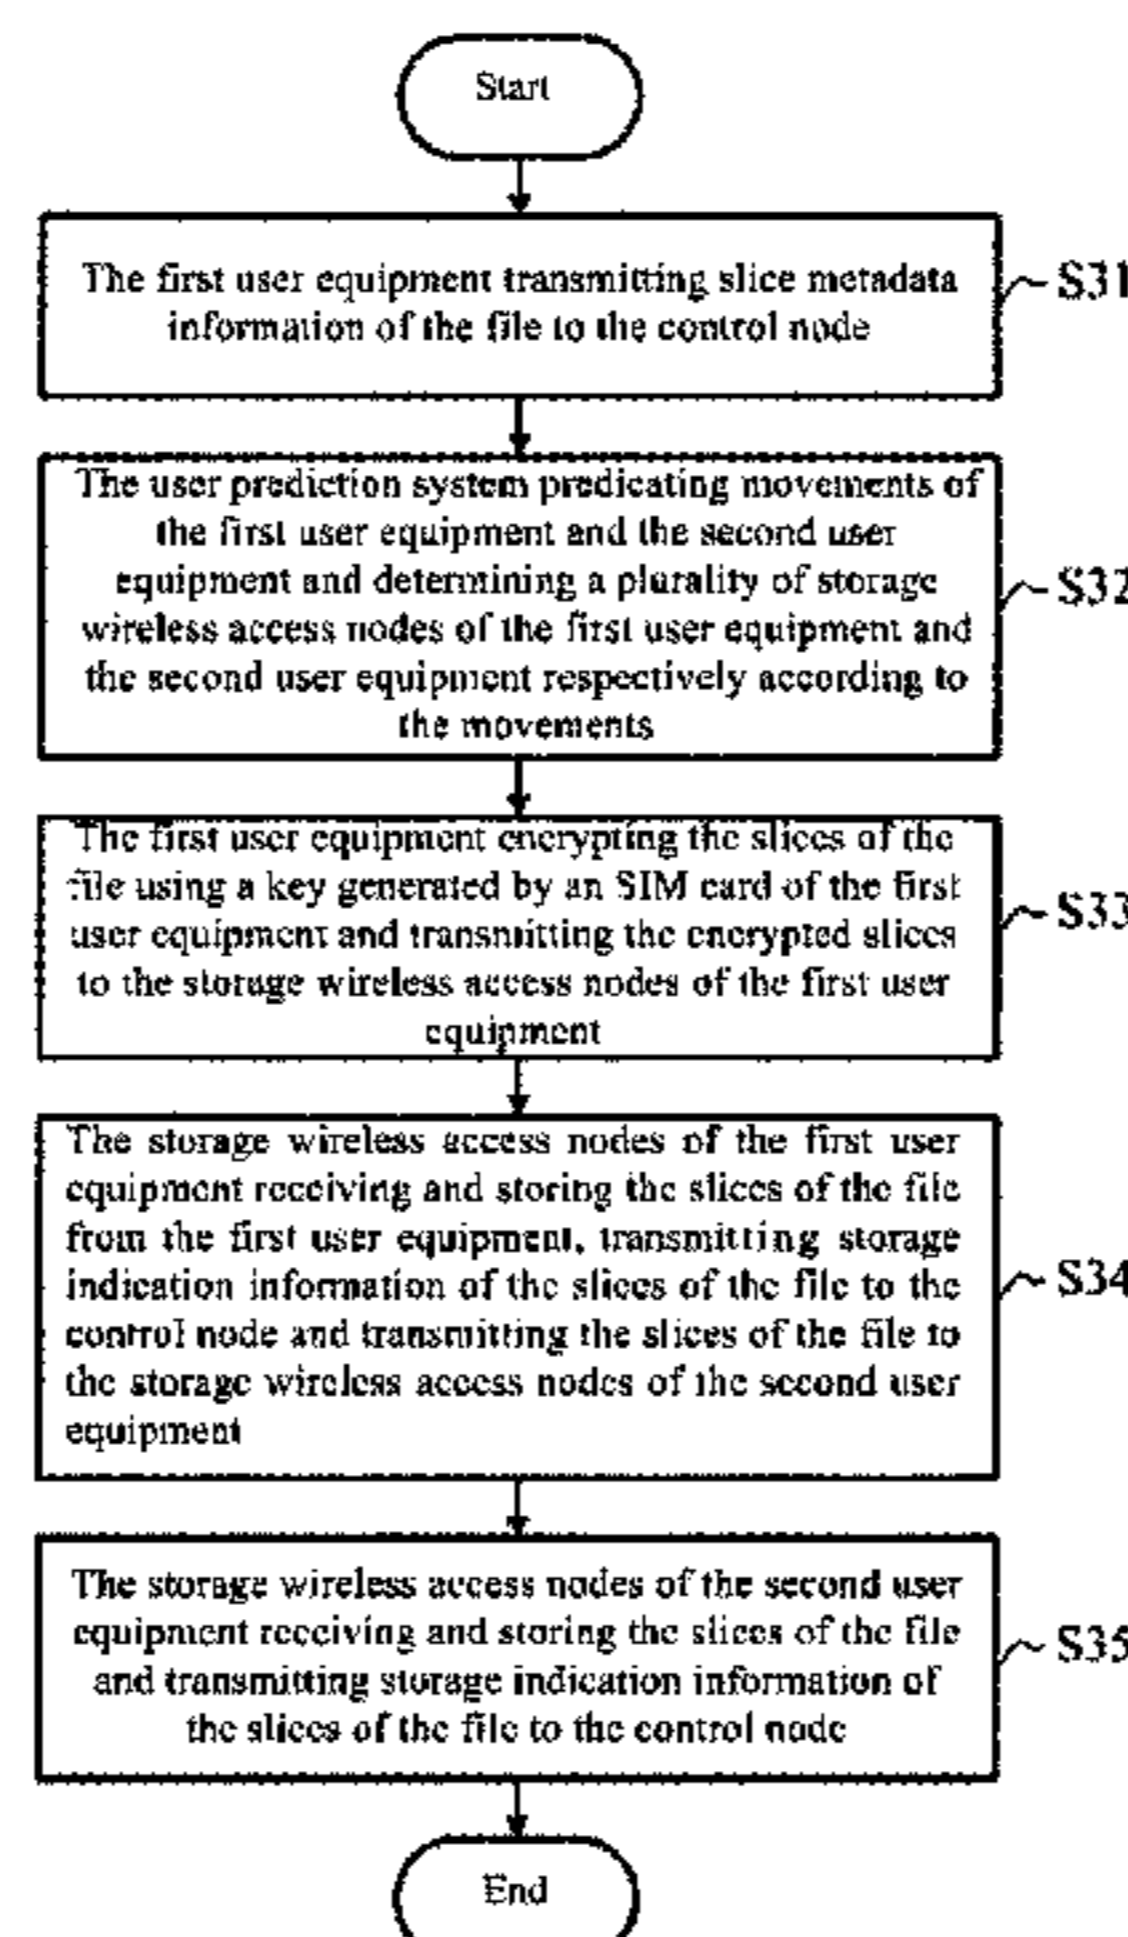 Start
The first user equipment transmitting slice metadata
information of the file to the control node
S31
The user prediction system predicating movements of
the first user equipment and the second user
equipment and determining a plurality of storage
wireless access nodes of the first user equipment and
the second user equipment respectively according to
the movements
S32
The first user equipment encrypting the slices of the
file using a key generated by an SIM card of the first
user equipment and transmitting the encrypted slices
to the storage wireless access nodes of the first user
equipment
S33
The storage wireless access nodes of the first user
equipment receiving and storing the slices of the file
from the first user equipment, transmitting storage
indication information of the slices of the file to the
control node and transmitting the slices of the file to
the storage wireless access nodes of the second user
equipment
S34
The storage wireless access nodes of the second user
equipment receiving and storing the slices of the file
and transmitting storage indication information of
the slices of the file to the control node
S35
End